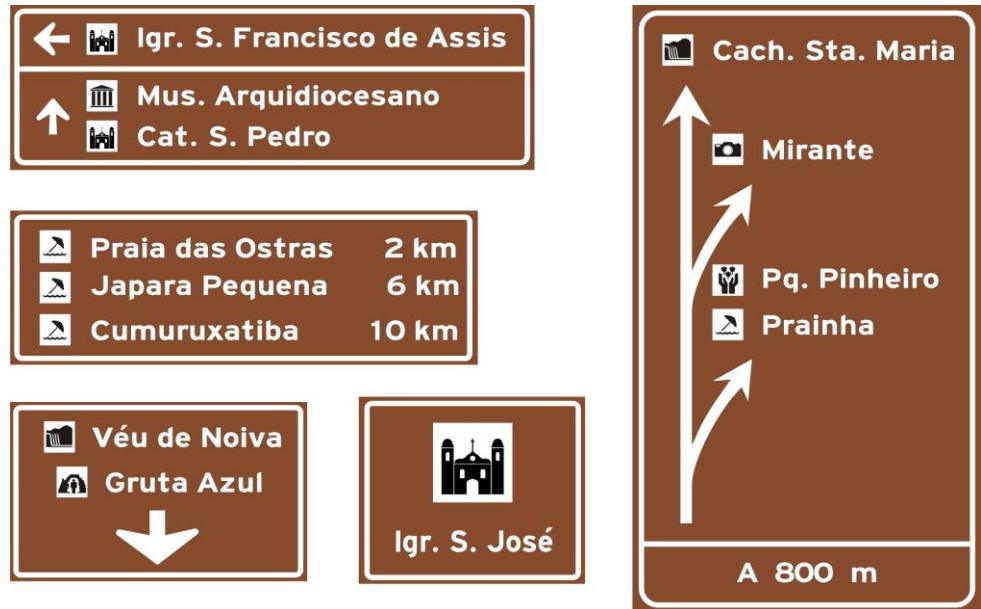 Igr. S. Francisco de Assis
Mus. Arquidiocesano
Cat. S. Pedro
Praia das Ostras 2 km
Japara Pequena 6 km
Cumuruxatiba 10 km
Véu de Noiva
Gruta Azul
Igr. S. José
Cach. Sta. Maria
Mirante
Pq. Pinheiro
Prainha
A 800 m